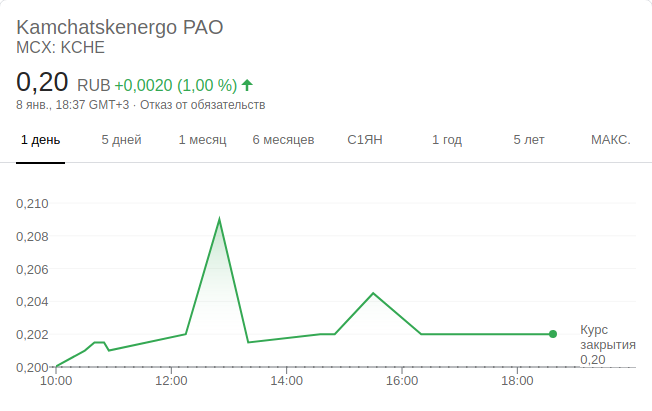 Kamchatskenergo PAO
MCX: KCHE
0,20 RUB +0,0020 (1,00 %)
8 янв., 18:37 GMT+3 · Отказ от обязательств
1 день 5 дней 1 месяц 6 месяцев С1ЯН 1 год 5 лет МАКС.
0,210
0,208
0,206
0,204
0,202
0,200
Курс
закрытия
0,20
10:00 12:00 14:00 16:00 18:00